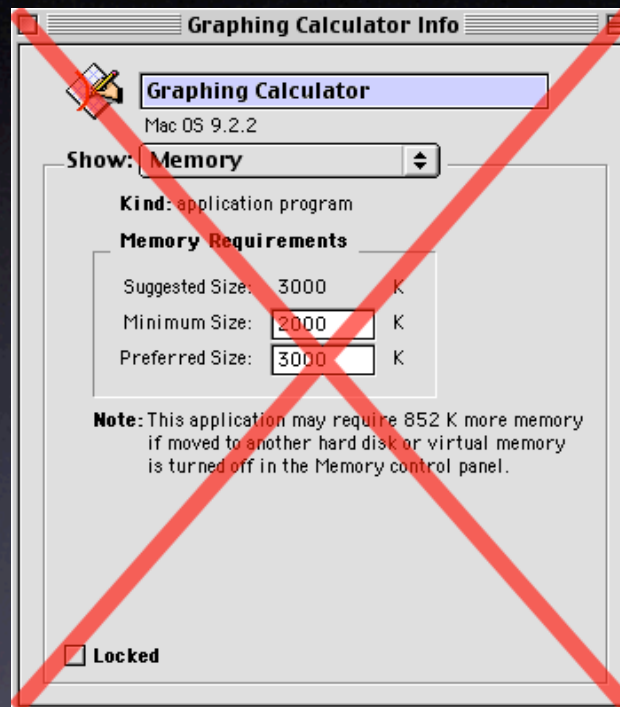 Graphing Calculator Info
Graphing Calculator
Mac OS 9.2.2
Show: Memory
Kind: application program
Memory Requirements
Suggested Size: 3000 K
Minimum Size: 2000 K
Preferred Size: 3000 K
Note: This application may require 852 K more memory
if moved to another hard disk or virtual memory
is turned off in the Memory control panel.
Locked